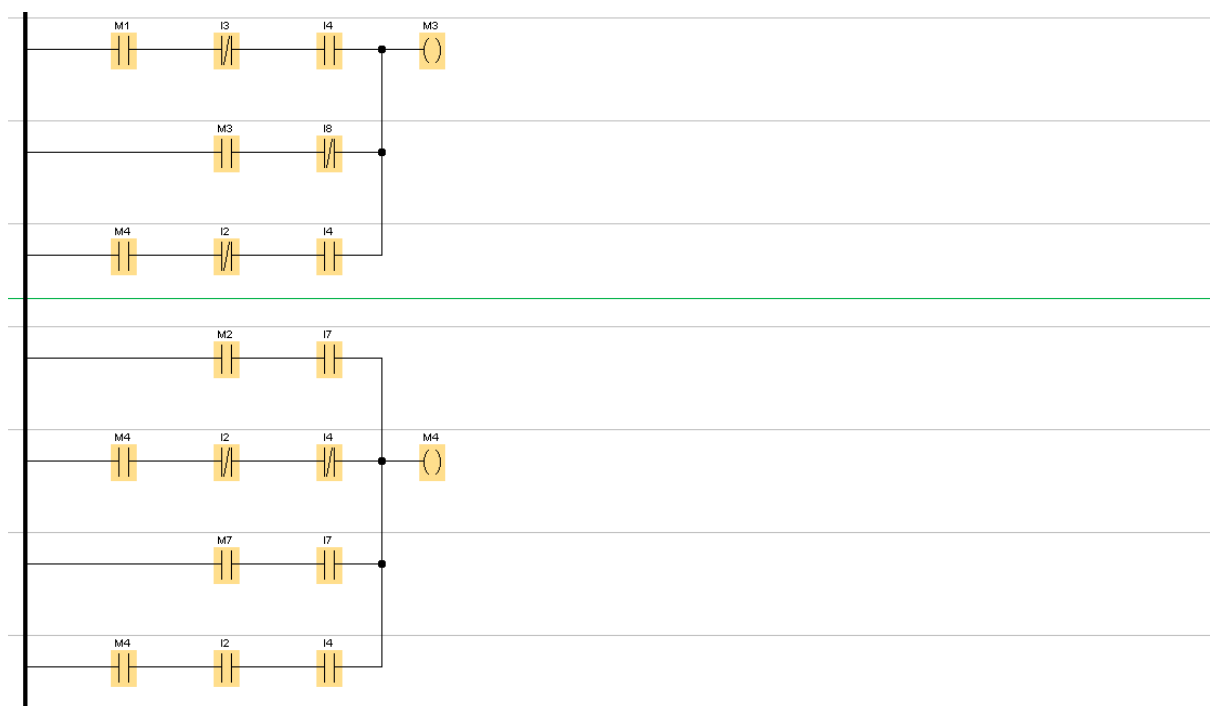 M1 I3 I4 M3
M3 I8
M4 I2 I4
M2 I7
M4 I2 I4 M4
M7 I7
M4 I2 I4